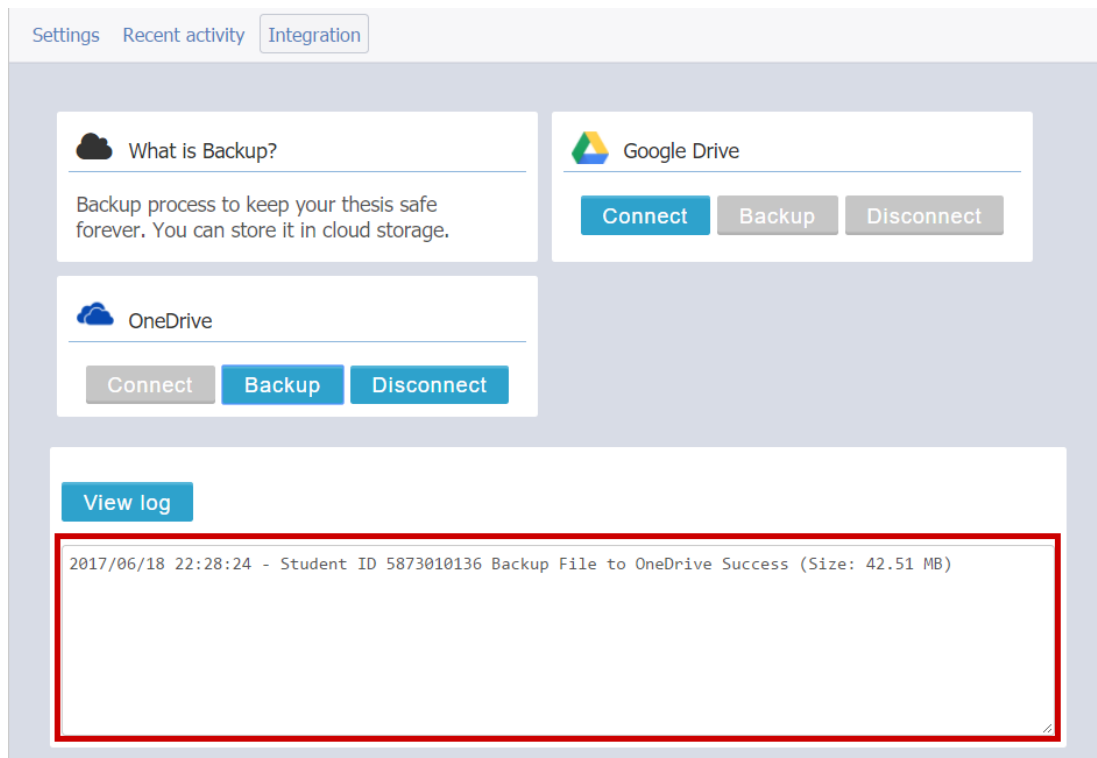 Settings Recent activity Integration
What is Backup?
Backup process to keep your thesis safe
forever. You can store it in cloud storage.
Google Drive
Connect Backup Disconnect
OneDrive
Connect Backup Disconnect
View log
2017/06/18 22:28:24 - Student ID 5873010136 Backup File to OneDrive Success (Size: 42.51 MB)